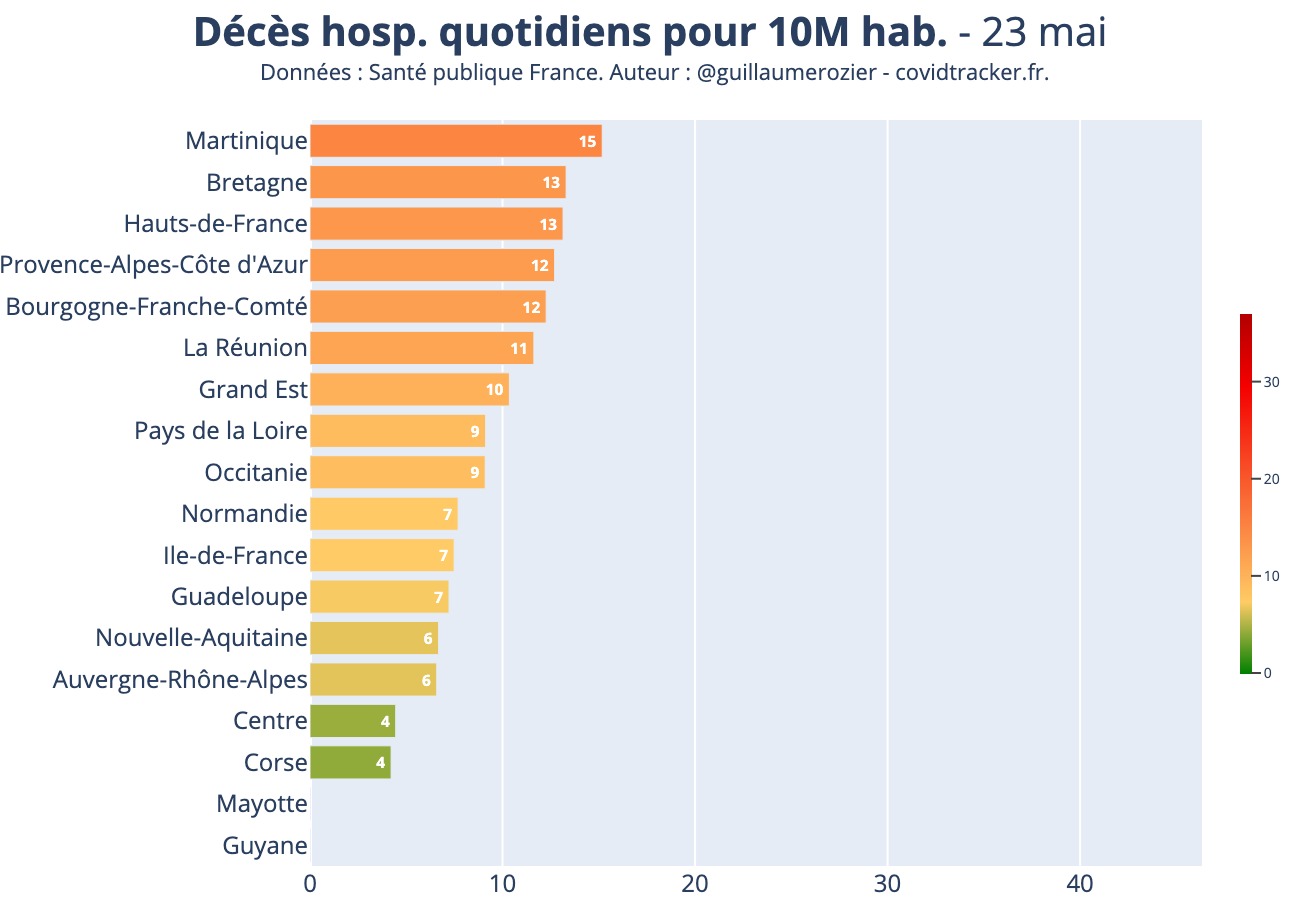 Décès hosp. quotidiens pour 10M hab. - 23 mai
Données : Santé publique France. Auteur : @guillaumerozier - covidtracker.fr.
Martinique 15
Bretagne 13
Hauts-de-France 13
Provence-Alpes-Côte d'Azur 12
Bourgogne-Franche-Comté 12
La Réunion 11
Grand Est 10
Pays de la Loire 9
Occitanie 9
Normandie 7
Ile-de-France 7
Guadeloupe 7
Nouvelle-Aquitaine 6
Auvergne-Rhône-Alpes 6
Centre 4
Corse 4
Mayotte
Guyane
0 10 20 30 40
30
20
10
0